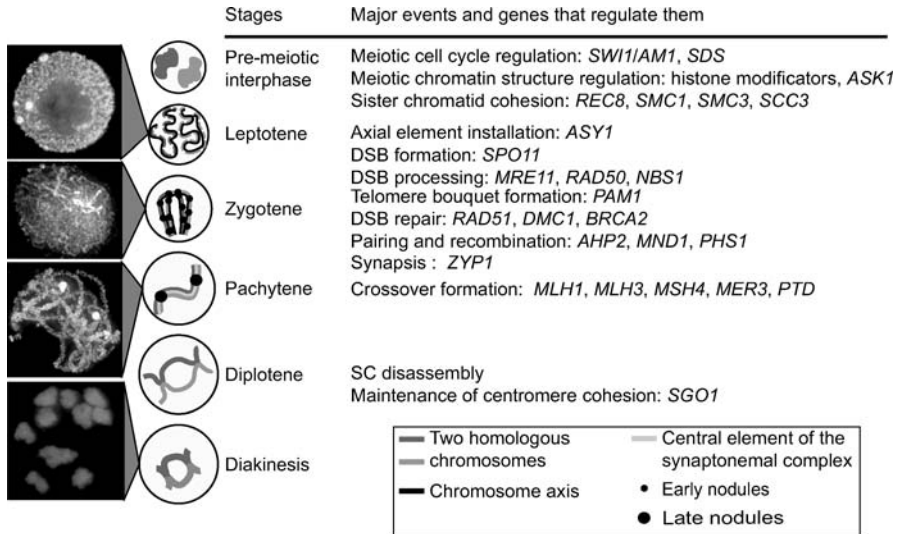 Stages Major events and genes that regulate them
Pre-meiotic interphase
Meiotic cell cycle regulation: SWI1/AM1, SDS
Meiotic chromatin structure regulation: histone modificators, ASK1
Sister chromatid cohesion: REC8, SMC1, SMC3, SCC3
Leptotene
Axial element installation: ASY1
DSB formation: SPO11
DSB processing: MRE11, RAD50, NBS1
Zygotene
Telomere bouquet formation: PAM1
DSB repair: RAD51, DMC1, BRCA2
Pairing and recombination: AHP2, MND1, PHS1
Synapsis : ZYP1
Pachytene
Crossover formation: MLH1, MLH3, MSH4, MER3, PTD
Diplotene
SC disassembly
Maintenance of centromere cohesion: SGO1
Diakinesis
Two homologous
chromosomes
Chromosome axis
Central element of the
synaptonemal complex
Early nodules
Late nodules